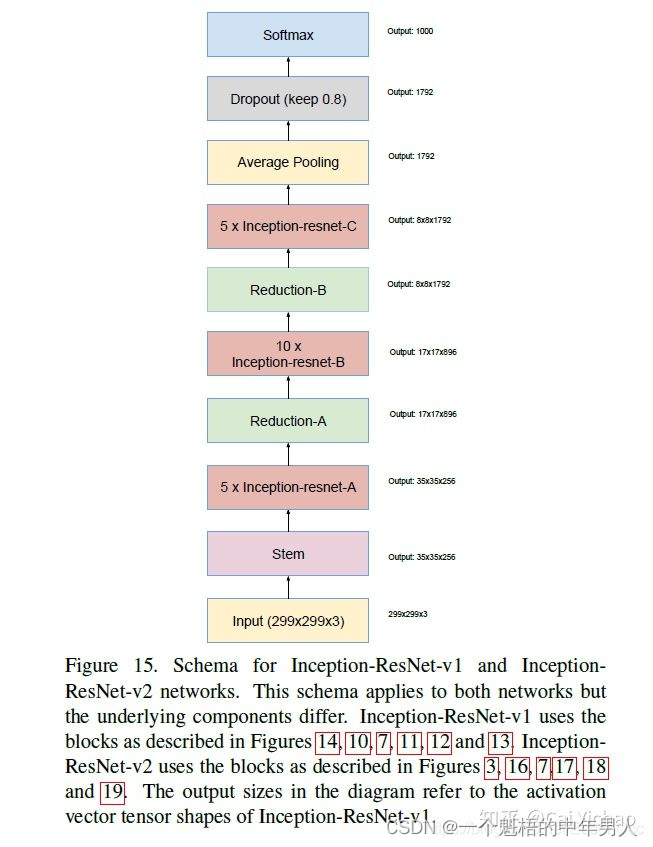 Softmax
Output: 1000
Dropout (keep 0.8)
Output: 1792
Average Pooling
Output: 1792
5 x Inception-resnet-C
Output: 8x8x1792
Reduction-B
Output: 8x8x1792
10 x
Inception-resnet-B
Output: 17x17x896
Reduction-A
Output: 17x17x896
5 x Inception-resnet-A
Output: 35x35x256
Stem
Output: 35x35x256
Input (299x299x3)
299x299x3
Figure 15. Schema for Inception-ResNet-v1 and Inception-
ResNet-v2 networks. This schema applies to both networks but
the underlying components differ. Inception-ResNet-v1 uses the
blocks as described in Figures 14, 10, 7, 11, 12 and 13. Inception-
ResNet-v2 uses the blocks as described in Figures 3, 16, 7,17, 18
and 19. The output sizes in the diagram refer to the activation
vector tensor shapes of Inception-ResNet-v1.
知乎
CSDN @一个魁梧的中年男人